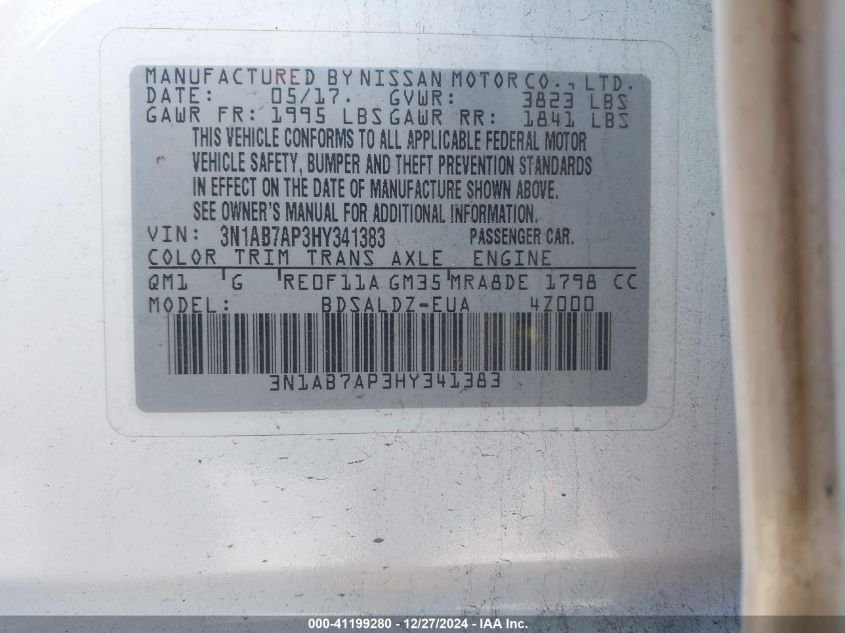 MANUFACTURED BY NISSAN MOTOR CO., LTD.
DATE: 05/17. GVWR: 3823 LBS
GAWR FR: 1995 LBS GAWR RR: 1841 LBS
THIS VEHICLE CONFORMS TO ALL APPLICABLE FEDERAL MOTOR
VEHICLE SAFETY, BUMPER AND THEFT PREVENTION STANDARDS
IN EFFECT ON THE DATE OF MANUFACTURE SHOWN ABOVE.
SEE OWNER'S MANUAL FOR ADDITIONAL INFORMATION.
VIN: 3N1AB7AP3HY341383 PASSENGER CAR.
COLOR TRIM TRANS AXLE ENGINE
QM1 G RE0F11A GM35 MRA8DE 1798 CC
MODEL: BDSALDZ-EUA 4Z000
3N1AB7AP3HY341383
000-41199280 - 12/27/2024 - IAAI.COM